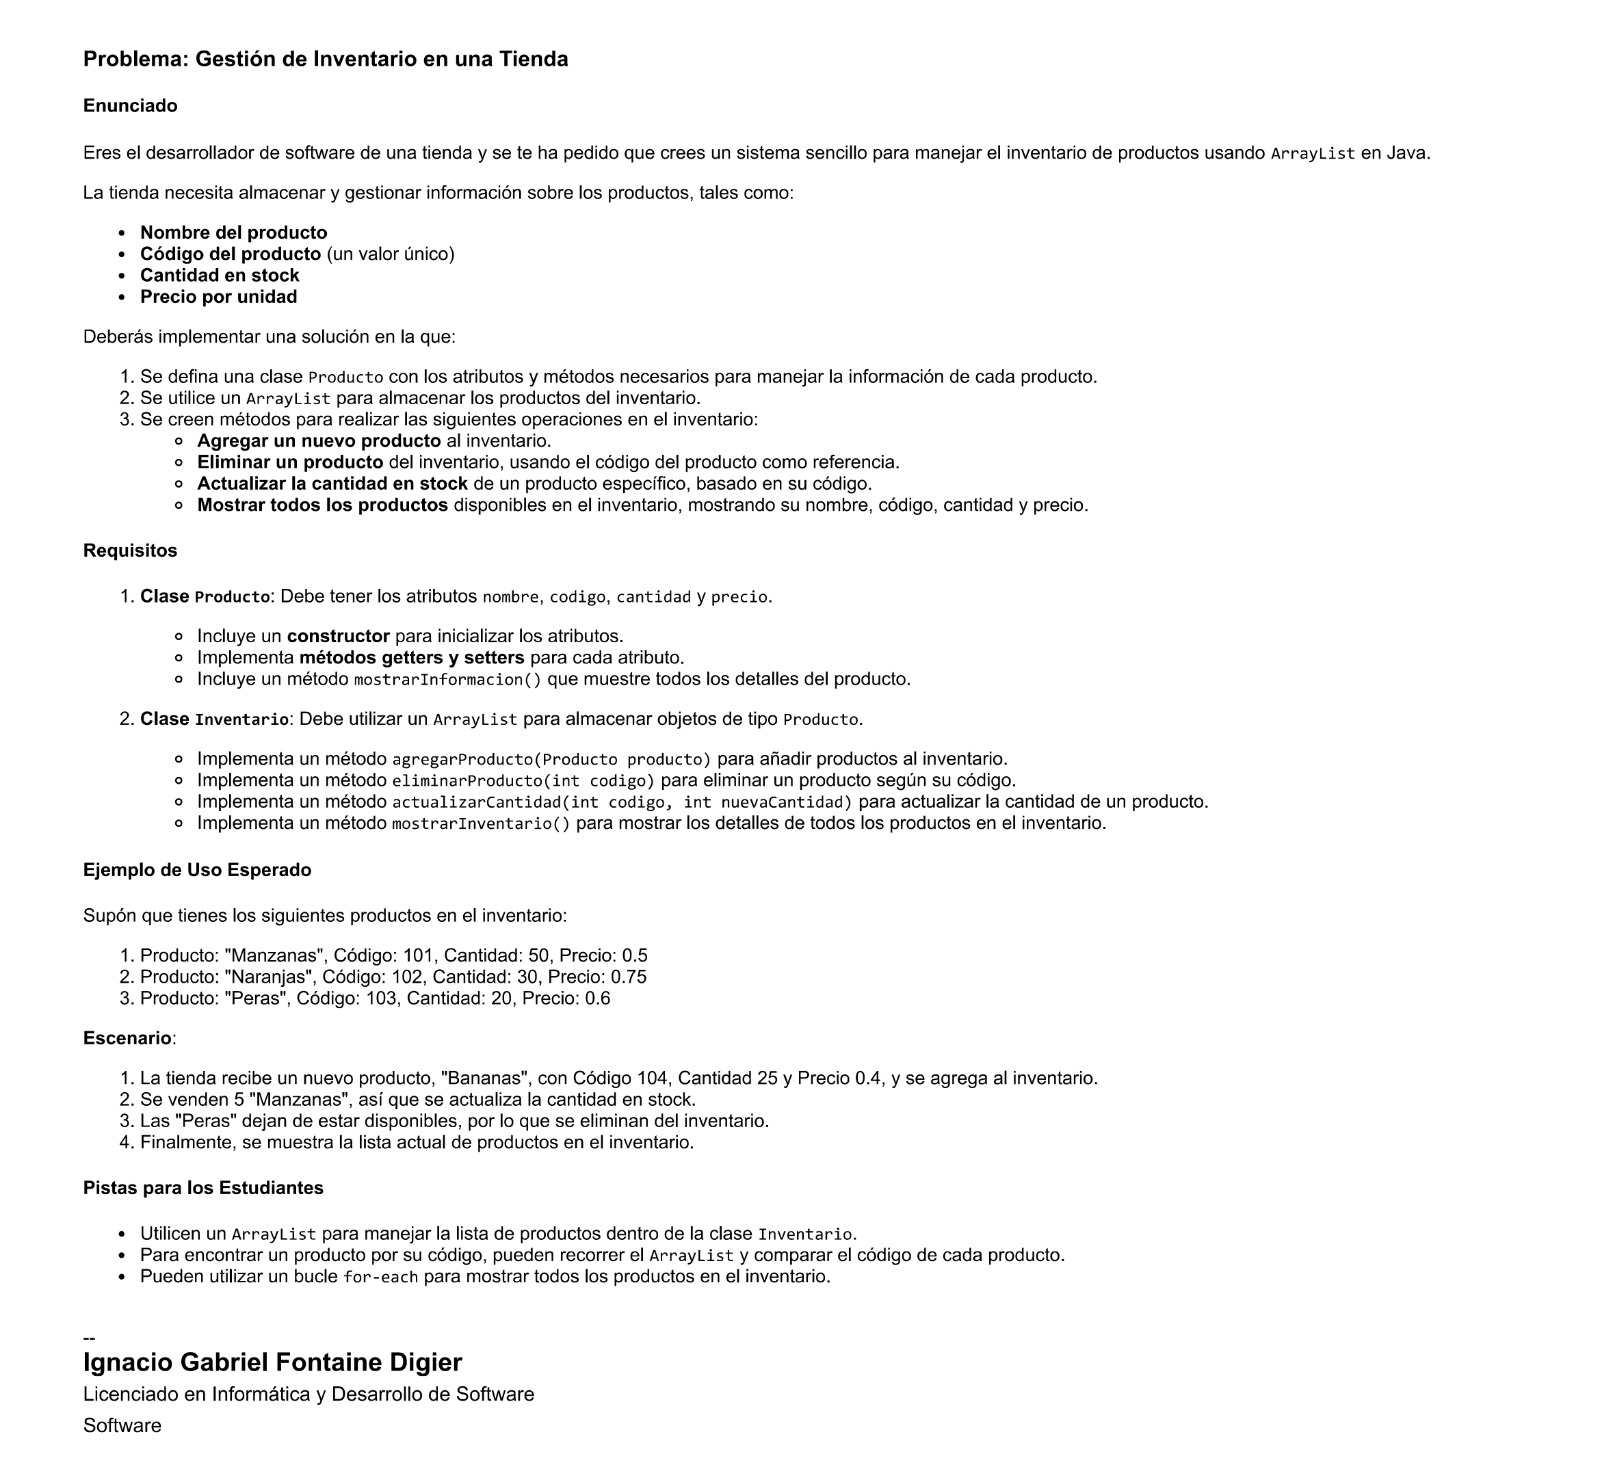 Problema: Gestión de Inventario en una Tienda
Enunciado
Eres el desarrollador de software de una tienda y se te ha pedido que crees un sistema sencillo para manejar el inventario de productos usando ArrayList en Java.
La tienda necesita almacenar y gestionar información sobre los productos, tales como:
• Nombre del producto
• Código del producto (un valor único)
• Cantidad en stock
• Precio por unidad
Deberás implementar una solución en la que:
1. Se defina una clase Producto con los atributos y métodos necesarios para manejar la información de cada producto.
2. Se utilice un ArrayList para almacenar los productos del inventario.
3. Se creen métodos para realizar las siguientes operaciones en el inventario:
◦ Agregar un nuevo producto al inventario.
◦ Eliminar un producto del inventario, usando el código del producto como referencia.
◦ Actualizar la cantidad en stock de un producto específico, basado en su código.
◦ Mostrar todos los productos disponibles en el inventario, mostrando su nombre, código, cantidad y precio.
Requisitos
1. Clase Producto: Debe tener los atributos nombre, codigo, cantidad y precio.
◦ Incluye un constructor para inicializar los atributos.
◦ Implementa métodos getters y setters para cada atributo.
◦ Incluye un método mostrarInformacion() que muestre todos los detalles del producto.
2. Clase Inventario: Debe utilizar un ArrayList para almacenar objetos de tipo Producto.
◦ Implementa un método agregarProducto(Producto producto) para añadir productos al inventario.
◦ Implementa un método eliminarProducto(int codigo) para eliminar un producto según su código.
◦ Implementa un método actualizarCantidad(int codigo, int nuevaCantidad) para actualizar la cantidad de un producto.
◦ Implementa un método mostrarInventario() para mostrar los detalles de todos los productos en el inventario.
Ejemplo de Uso Esperado
Supón que tienes los siguientes productos en el inventario:
1. Producto: "Manzanas", Código: 101, Cantidad: 50, Precio: 0.5
2. Producto: "Naranjas", Código: 102, Cantidad: 30, Precio: 0.75
3. Producto: "Peras", Código: 103, Cantidad: 20, Precio: 0.6
Escenario:
1. La tienda recibe un nuevo producto, "Bananas", con Código 104, Cantidad 25 y Precio 0.4, y se agrega al inventario.
2. Se venden 5 "Manzanas", así que se actualiza la cantidad en stock.
3. Las "Peras" dejan de estar disponibles, por lo que se eliminan del inventario.
4. Finalmente, se muestra la lista actual de productos en el inventario.
Pistas para los Estudiantes
• Utilicen un ArrayList para manejar la lista de productos dentro de la clase Inventario.
• Para encontrar un producto por su código, pueden recorrer el ArrayList y comparar el código de cada producto.
• Pueden utilizar un bucle for-each para mostrar todos los productos en el inventario.
--
Ignacio Gabriel Fontaine Digier
Licenciado en Informática y Desarrollo de Software
Software